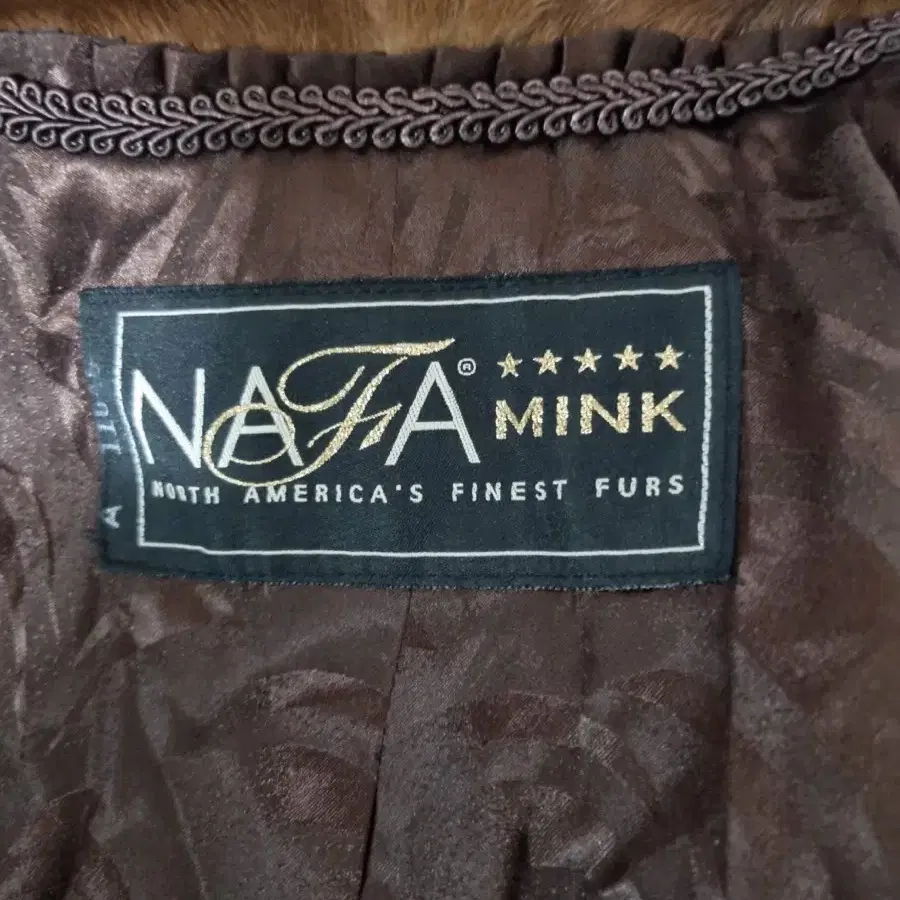 NAFA® ★★★★★
MINK
NORTH AMERICA'S FINEST FURS